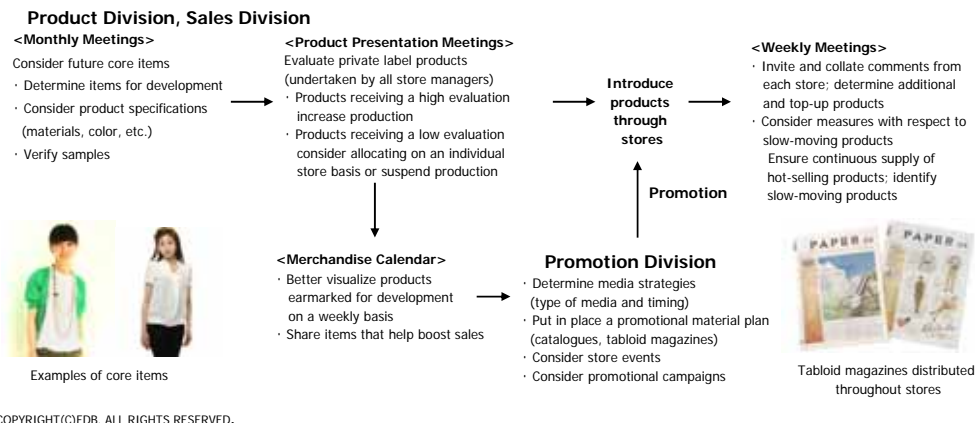 Product Division, Sales Division
<Monthly Meetings>
Consider future core items
· Determine items for development
· Consider product specifications
(materials, color, etc.)
· Verify samples
<Product Presentation Meetings>
Evaluate private label products
(undertaken by all store managers)
· Products receiving a high evaluation
increase production
· Products receiving a low evaluation
consider allocating on an individual
store basis or suspend production
Introduce
products
through
stores
<Weekly Meetings>
· Invite and collate comments from
each store; determine additional
and top-up products
· Consider measures with respect to
slow-moving products
Ensure continuous supply of
hot-selling products; identify
slow-moving products
Promotion
<Merchandise Calendar>
· Better visualize products
earmarked for development
on a weekly basis
· Share items that help boost sales
Promotion Division
· Determine media strategies
(type of media and timing)
· Put in place a promotional material plan
(catalogues, tabloid magazines)
· Consider store events
· Consider promotional campaigns
PAPER
PAPER
Examples of core items
Tabloid magazines distributed
throughout stores
COPYRIGHT(C)EDB. ALL RIGHTS RESERVED.